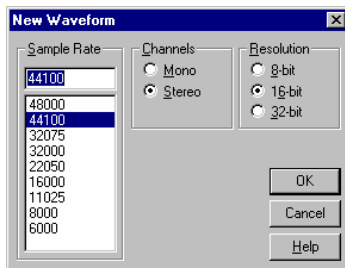 New Waveform
Sample Rate
44100
48000
44100
32075
32000
22050
16000
11025
8000
6000
Channels
Mono
Stereo
Resolution
8-bit
16-bit
32-bit
OK
Cancel
Help